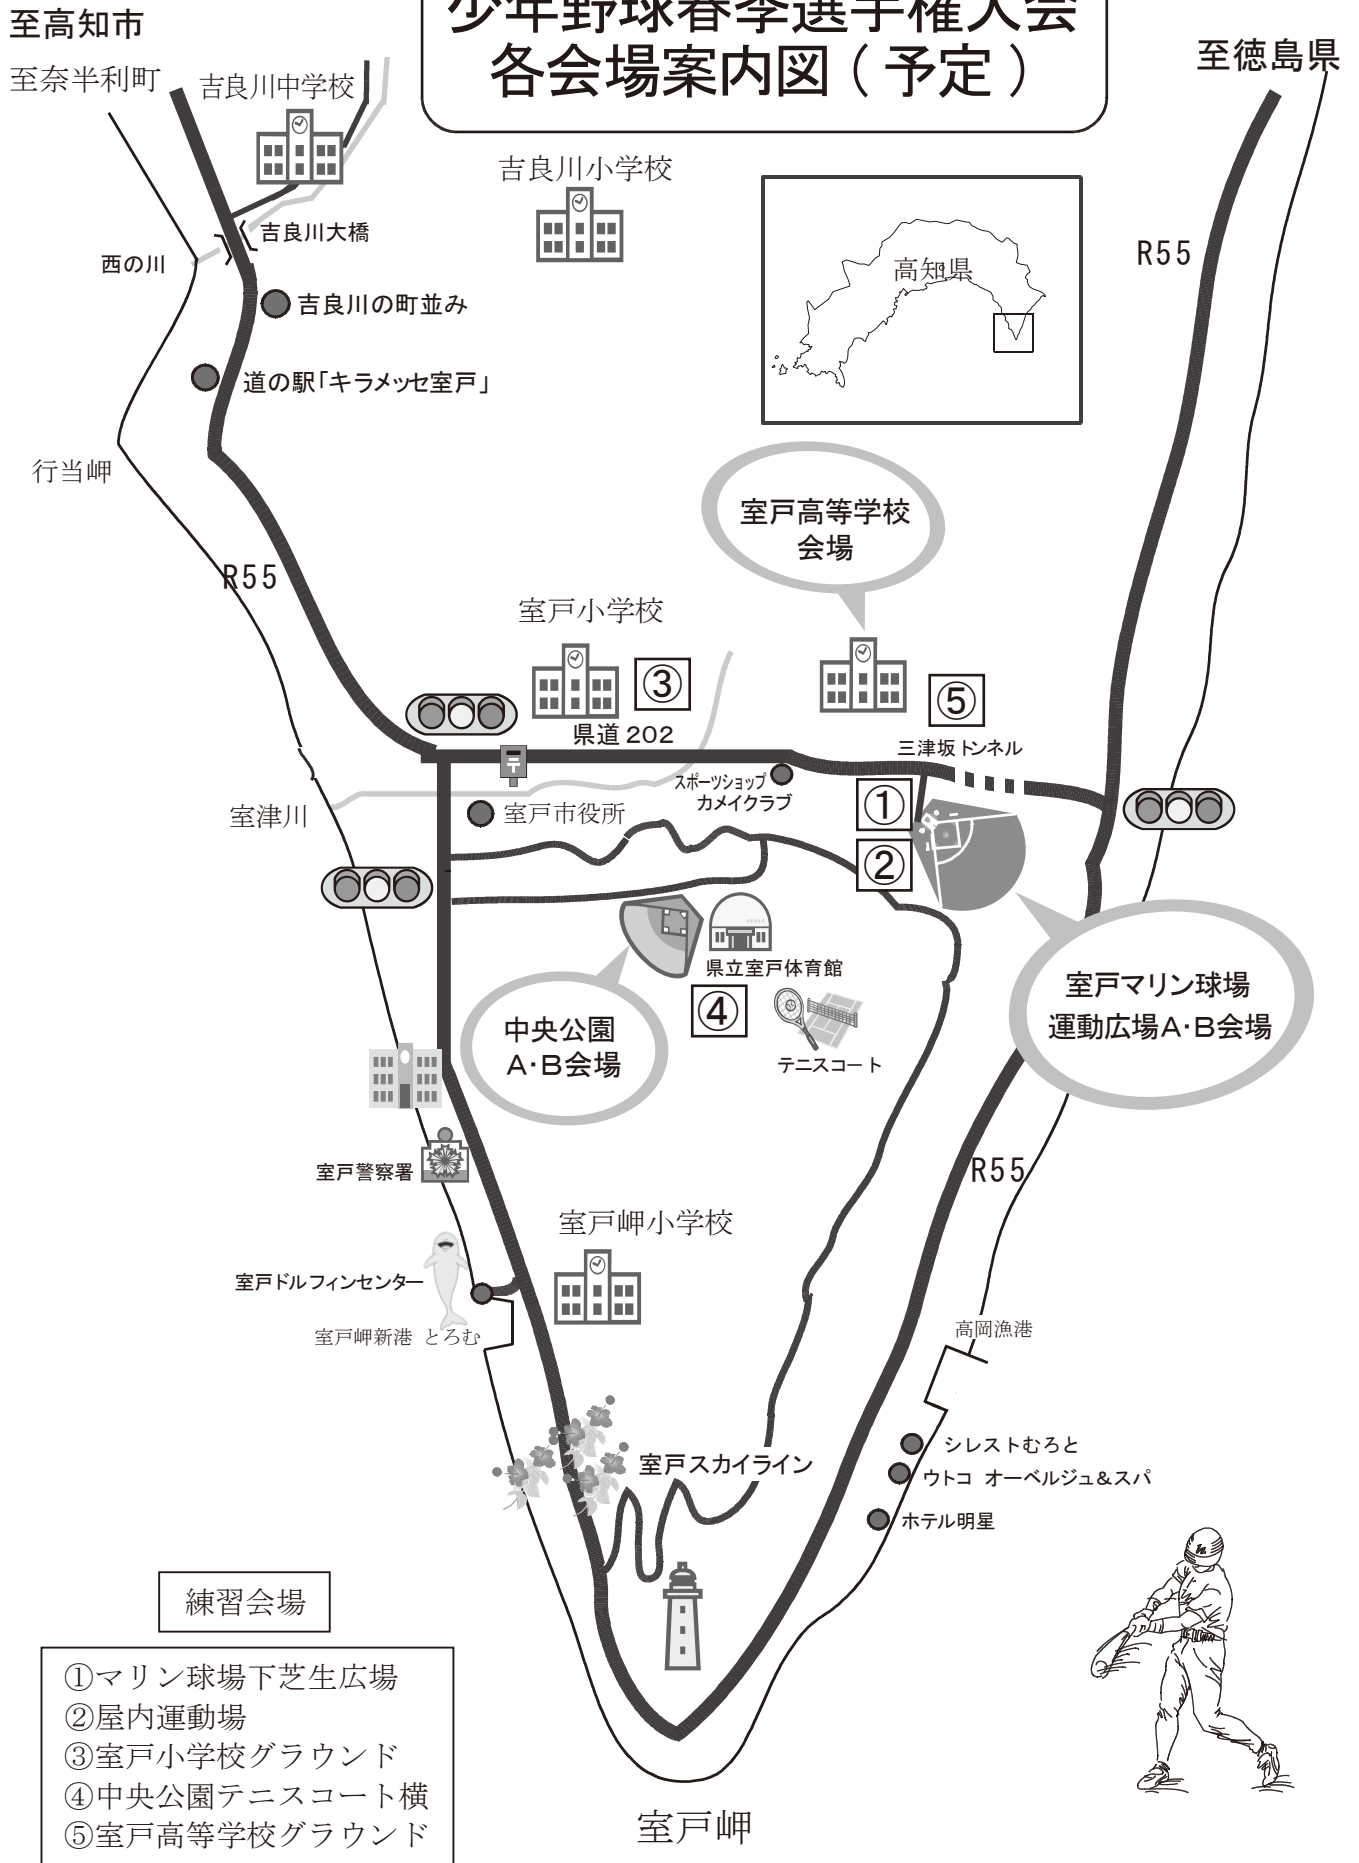 少年野球春季選手権大会
各会場案内図(予定)
至高知市
至奈半利町
吉良川中学校
至徳島県
吉良川小学校
吉良川大橋
西の川
R55
高知県
吉良川の町並み
道の駅「キラメッセ室戸」
行当岬
室戸高等学校
会場
R55
室戸小学校
③
⑤
県道202
三津坂トンネル
スポーツショップ
カメイクラブ
①
〒
室津川
室戸市役所
②
県立室戸体育館
④
中央公園
A・B会場
テニスコート
室戸マリン球場
運動広場A・B会場
室戸警察署
R55
室戸岬小学校
室戸ドルフィンセンター
室戸岬新港 とろむ
高岡漁港
シレストむろと
室戸スカイライン
ウトコ オーベルジュ&スパ
ホテル明星
練習会場
①マリン球場下芝生広場
②屋内運動場
③室戸小学校グラウンド
④中央公園テニスコート横
⑤室戸高等学校グラウンド
室戸岬